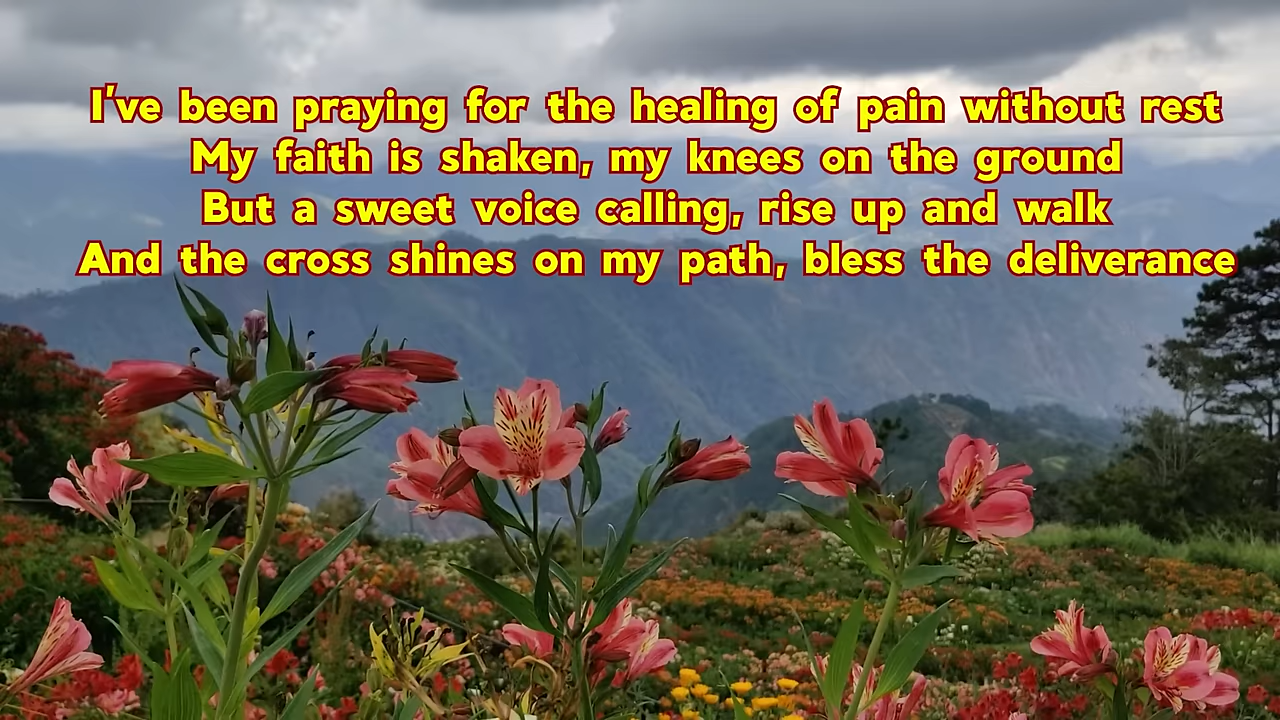 I've been praying for the healing of pain without rest
My faith is shaken, my knees on the ground
But a sweet voice calling, rise up and walk
And the cross shines on my path, bless the deliverance